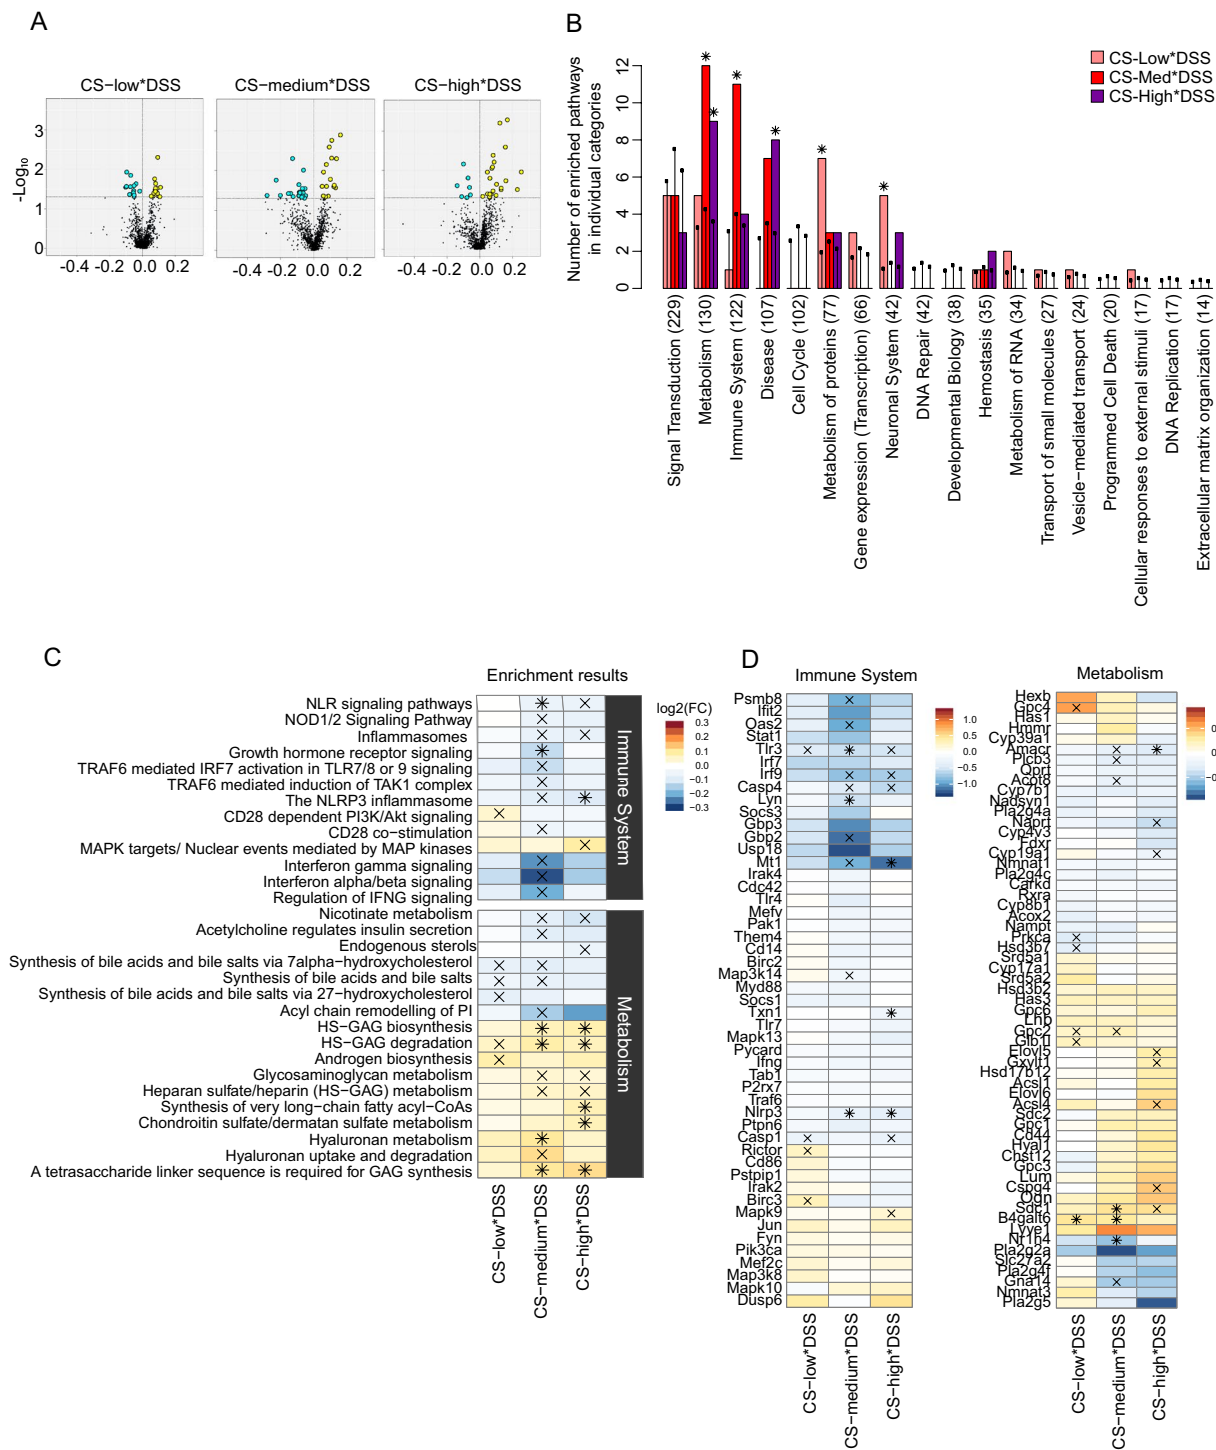 A
CS−low*DSS
CS−medium*DSS
CS−high*DSS
-Log10
3
2
1
0
-0.4
-0.2
0.0
0.2
-0.4
-0.2
0.0
0.2
-0.4
-0.2
0.0
0.2
B
Number of enriched pathways
in individual categories
12
10
8
6
4
2
0
CS-Low*DSS
CS-Med*DSS
CS-High*DSS
Signal Transduction (229)
Metabolism (130)
Immune System (122)
Disease (107)
Cell Cycle (102)
Metabolism of proteins (77)
Gene expression (Transcription) (66)
Neuronal System (42)
DNA Repair (42)
Developmental Biology (38)
Hemostasis (35)
Metabolism of RNA (34)
Transport of small molecules (27)
Vesicle−mediated transport (24)
Programmed Cell Death (20)
Cellular responses to external stimuli (17)
DNA Replication (17)
Extracellular matrix organization (14)
C
Enrichment results
NLR signaling pathways
NOD1/2 Signaling Pathway
Inflammasomes
Growth hormone receptor signaling
TRAF6 mediated IRF7 activation in TLR7/8 or 9 signaling
TRAF6 mediated induction of TAK1 complex
The NLRP3 inflammasome
CD28 dependent PI3K/Akt signaling
CD28 co−stimulation
MAPK targets/ Nuclear events mediated by MAP kinases
Interferon gamma signaling
Interferon alpha/beta signaling
Regulation of IFNG signaling
Nicotinate metabolism
Acetylcholine regulates insulin secretion
Endogenous sterols
Synthesis of bile acids and bile salts via 7alpha−hydroxycholesterol
Synthesis of bile acids and bile salts
Synthesis of bile acids and bile salts via 27−hydroxycholesterol
Acyl chain remodelling of PI
HS−GAG biosynthesis
HS−GAG degradation
Androgen biosynthesis
Glycosaminoglycan metabolism
Heparan sulfate/heparin (HS−GAG) metabolism
Synthesis of very long−chain fatty acyl−CoAs
Chondroitin sulfate/dermatan sulfate metabolism
Hyaluronan metabolism
Hyaluronan uptake and degradation
A tetrasaccharide linker sequence is required for GAG synthesis
Immune System
Metabolism
log2(FC)
0.3
0.2
0.1
0.0
−0.1
−0.2
−0.3
CS−low*DSS
CS−medium*DSS
CS−high*DSS
D
Immune System
Psmb8
Ifit2
Oas2
Stat1
Tlr3
Irf7
Irf9
Casp4
Lyn
Socs3
Gbp3
Gbp2
Usp18
Mt1
Irak4
Cdc42
Tlr4
Mefv
Pak1
Them4
Cd14
Birc2
Map3k14
Myd88
Socs1
Txn1
Tlr7
Mapk13
Pycard
Ifng
Tab1
P2rx7
Traf6
Nlrp3
Ptpn6
Casp1
Rictor
Cd86
Pstpip1
Irak2
Birc3
Mapk9
Jun
Fyn
Pik3ca
Mef2c
Map3k8
Mapk10
Dusp6
1.0
0.5
0.0
−0.5
−1.0
CS−low*DSS
CS−medium*DSS
CS−high*DSS
Metabolism
Hexb
Gpc4
Has1
Hmmr
Cyp39a1
Amacr
Plcb3
Qprt
Acot8
Cyp7b1
Nadsyn1
Pla2g4a
Naprt
Cyp4v3
Fdxr
Cyp19a1
Nmnat1
Pla2g4c
Carkd
Rxra
Cyp8b1
Acox2
Nampt
Prkca
Hsd3b7
Srd5a1
Cyp17a1
Srd5a2
Hsd3b2
Has3
Gpc6
Lhb
Gpc2
Glb1l
Elovl5
Gxylt1
Hsd17b12
Acsl1
Elovl6
Acsl4
Sdc2
Gpc1
Cd44
Hyal1
Chst12
Gpc3
Lum
Cspg4
Ogn
Sdc1
B4galt6
Lyve1
Nr1h4
Pla2g2a
Slc27a2
Pla2g4f
Gna14
Nmnat3
Pla2g5
0
0
−0
CS−low*DSS
CS−medium*DSS
CS−high*DSS